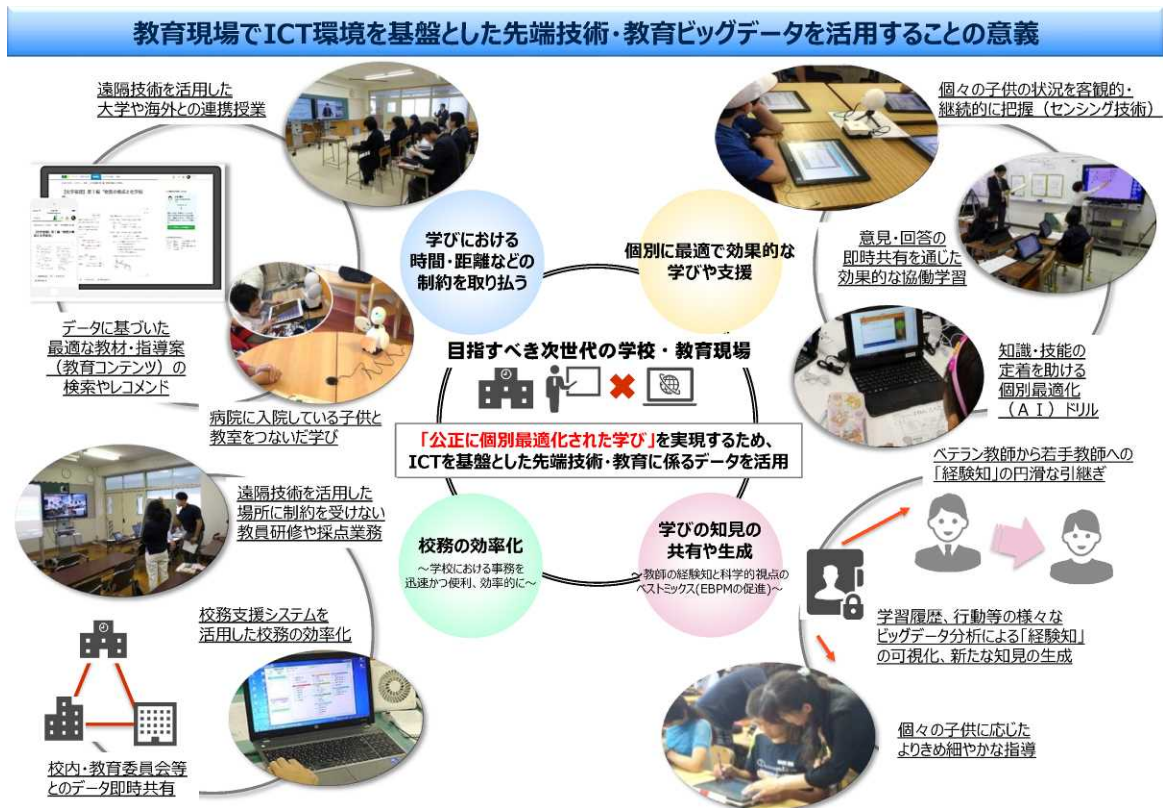 教育現場でICT環境を基盤とした先端技術・教育ビッグデータを活用することの意義
遠隔技術を活用した
大学や海外との連携授業
データに基づいた
最適な教材・指導案
(教育コンテンツ)の
検索やレコメンド
病院に入院している子供と
教室をつないだ学び
学びにおける
時間・距離などの
制約を取り払う
個別に最適で効果的な
学びや支援
個々の子供の状況を客観的・
継続的に把握(センシング技術)
意見・回答の
即時共有を通じた
効果的な協働学習
知識・技能の
定着を助ける
個別最適化
(AI)ドリル
目指すべき次世代の学校・教育現場
「公正に個別最適化された学び」を実現するため、
ICTを基盤とした先端技術・教育に係るデータを活用
遠隔技術を活用した
場所に制約を受けない
教員研修や採点業務
校務支援システムを
活用した校務の効率化
校内・教育委員会等
とのデータ即時共有
校務の効率化
~学校における事務を
迅速かつ便利、効率的に~
学びの知見の
共有や生成
~教師の経験知と科学的視点の
ベストミックス(EBPMの促進)~
ベテラン教師から若手教師への
「経験知」の円滑な引継ぎ
学習履歴、行動等の様々な
ビッグデータ分析による「経験知」
の可視化、新たな知見の生成
個々の子供に応じた
よりきめ細やかな指導